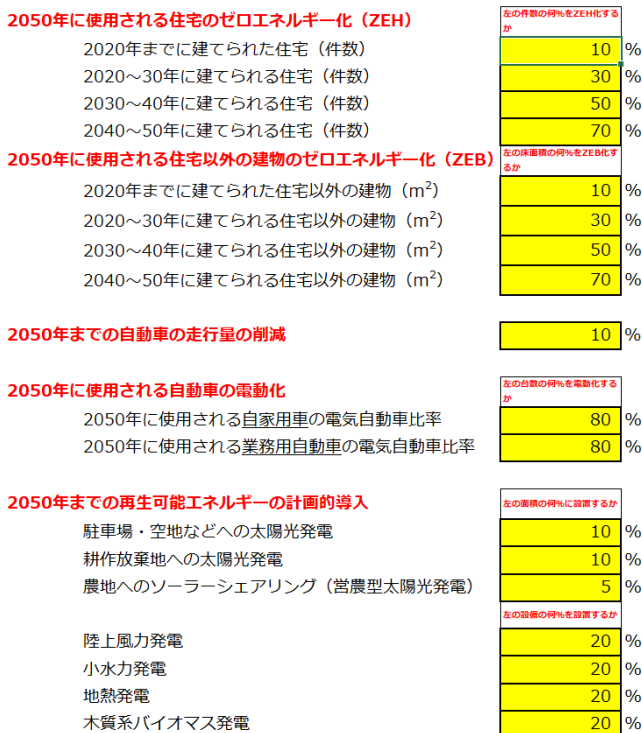 2050年に使用される住宅のゼロエネルギー化（ZEH）
左の件数の何%をZEH化する
か
2020年までに建てられた住宅（件数） 10 %
2020～30年に建てられる住宅（件数） 30 %
2030～40年に建てられる住宅（件数） 50 %
2040～50年に建てられる住宅（件数） 70 %
2050年に使用される住宅以外の建物のゼロエネルギー化（ZEB）
左の床面積の何%をZEB化す
るか
2020年までに建てられた住宅以外の建物（m²） 10 %
2020～30年に建てられる住宅以外の建物（m²） 30 %
2030～40年に建てられる住宅以外の建物（m²） 50 %
2040～50年に建てられる住宅以外の建物（m²） 70 %
2050年までの自動車の走行量の削減 10 %
2050年に使用される自動車の電動化
左の台数の何%を電動化する
か
2050年に使用される自家用車の電気自動車比率 80 %
2050年に使用される業務用自動車の電気自動車比率 80 %
2050年までの再生可能エネルギーの計画的導入
左の面積の何%に設置するか
駐車場・空地などへの太陽光発電 10 %
耕作放棄地への太陽光発電 10 %
農地へのソーラーシェアリング（営農型太陽光発電） 5 %
左の設備の何%を設置するか
陸上風力発電 20 %
小水力発電 20 %
地熱発電 20 %
木質系バイオマス発電 20 %